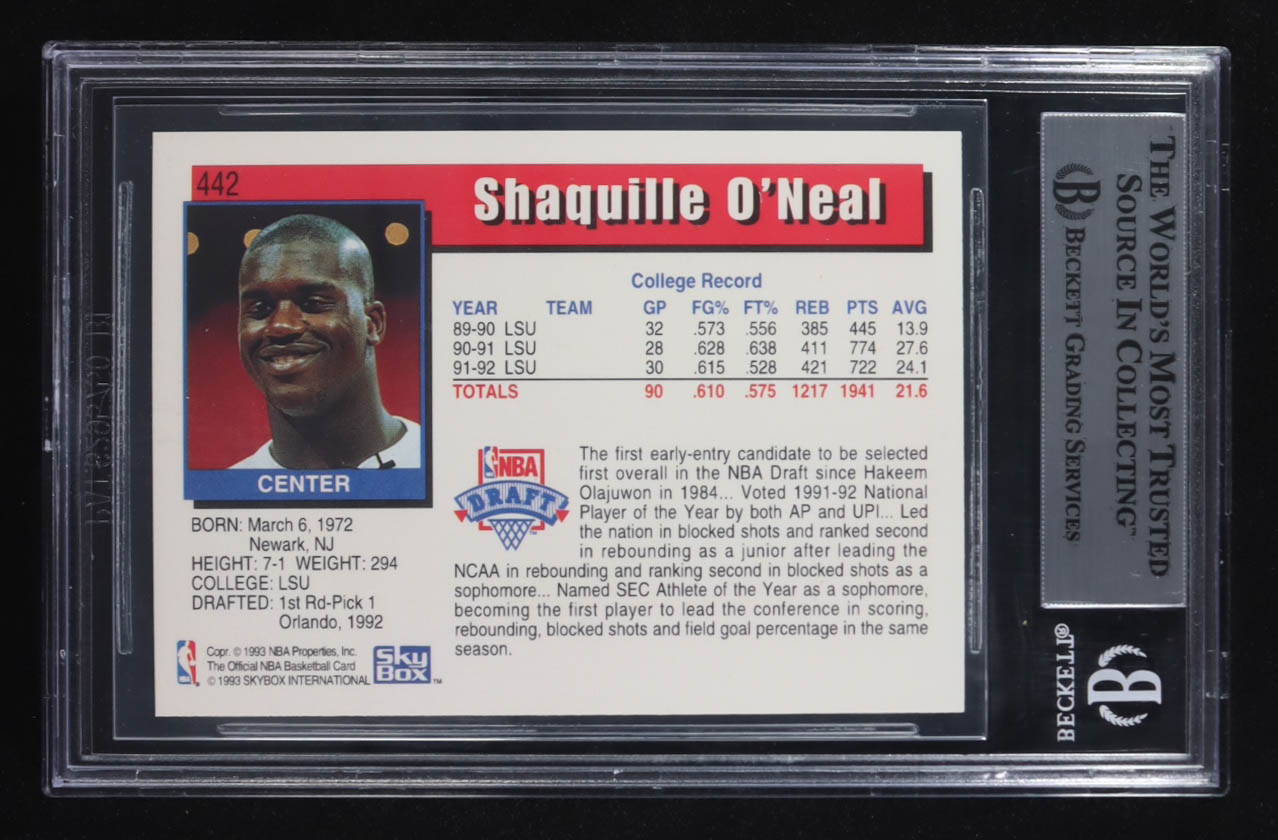 442
Shaquille O'Neal
College Record
YEAR TEAM GP FG% FT% REB PTS AVG
89-90 LSU 32 .573 .556 385 445 13.9
90-91 LSU 28 .628 .638 411 774 27.6
91-92 LSU 30 .615 .528 421 722 24.1
TOTALS 90 .610 .575 1217 1941 21.6
CENTER
BORN: March 6, 1972
Newark, NJ
HEIGHT: 7-1 WEIGHT: 294
COLLEGE: LSU
DRAFTED: 1st Rd-Pick 1
Orlando, 1992
NBA
DRAFT
The first early-entry candidate to be selected
first overall in the NBA Draft since Hakeem
Olajuwon in 1984... Voted 1991-92 National
Player of the Year by both AP and UPI... Led
the nation in blocked shots and ranked second
in rebounding as a junior after leading the
NCAA in rebounding and ranking second in blocked shots as a
sophomore... Named SEC Athlete of the Year as a sophomore,
becoming the first player to lead the conference in scoring,
rebounding, blocked shots and field goal percentage in the same
season.
Copr. © 1993 NBA Properties, Inc.
The Official NBA Basketball Card
© 1993 SKYBOX INTERNATIONAL
SkyBox™
THE WORLD'S MOST TRUSTED
SOURCE IN COLLECTING™
B BECKETT GRADING SERVICES
BECKETT®
B